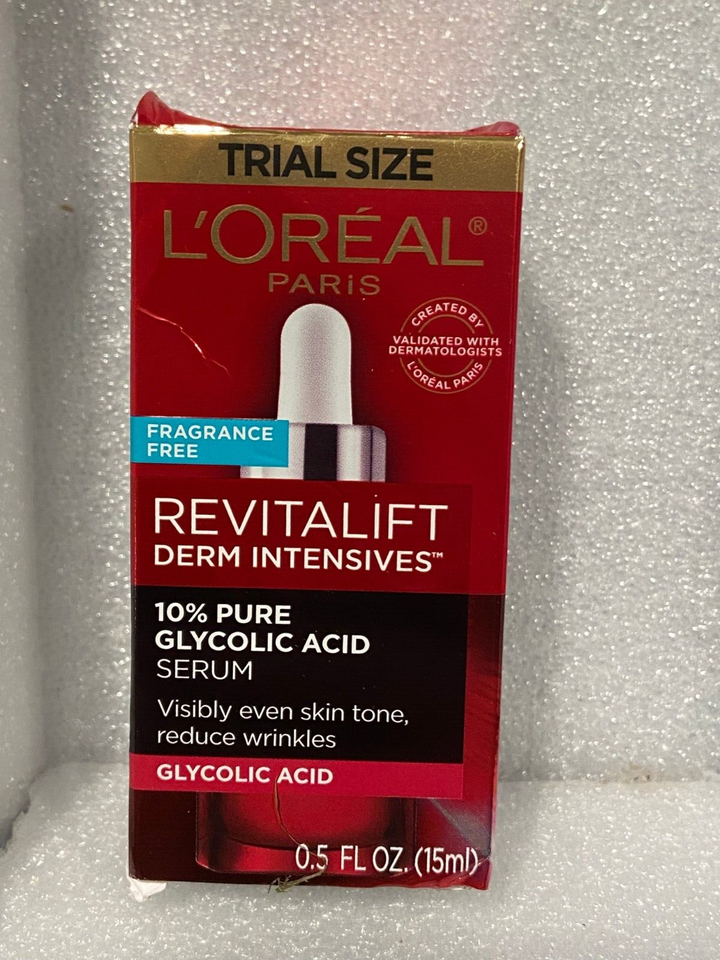 TRIAL SIZE
L'ORÉAL®
PARiS
CREATED BY
VALIDATED WITH
DERMATOLOGISTS
L'ORÉAL PARIS
FRAGRANCE
FREE
REVITALiFT
DERM INTENSIVES™
10% PURE
GLYCOLIC ACID
SERUM
Visibly even skin tone,
reduce wrinkles
GLYCOLIC ACID
0.5 FL OZ. (15ml)